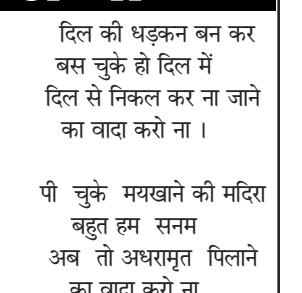 दिल की धड़कन बन कर
बस चुके हो दिल में
दिल से निकल कर ना जाने
का वादा करो ना ।
पी चुके मयखाने की मदिरा
बहुत हम सनम
अब तो अधरामृत पिलाने
का वादा करो ना